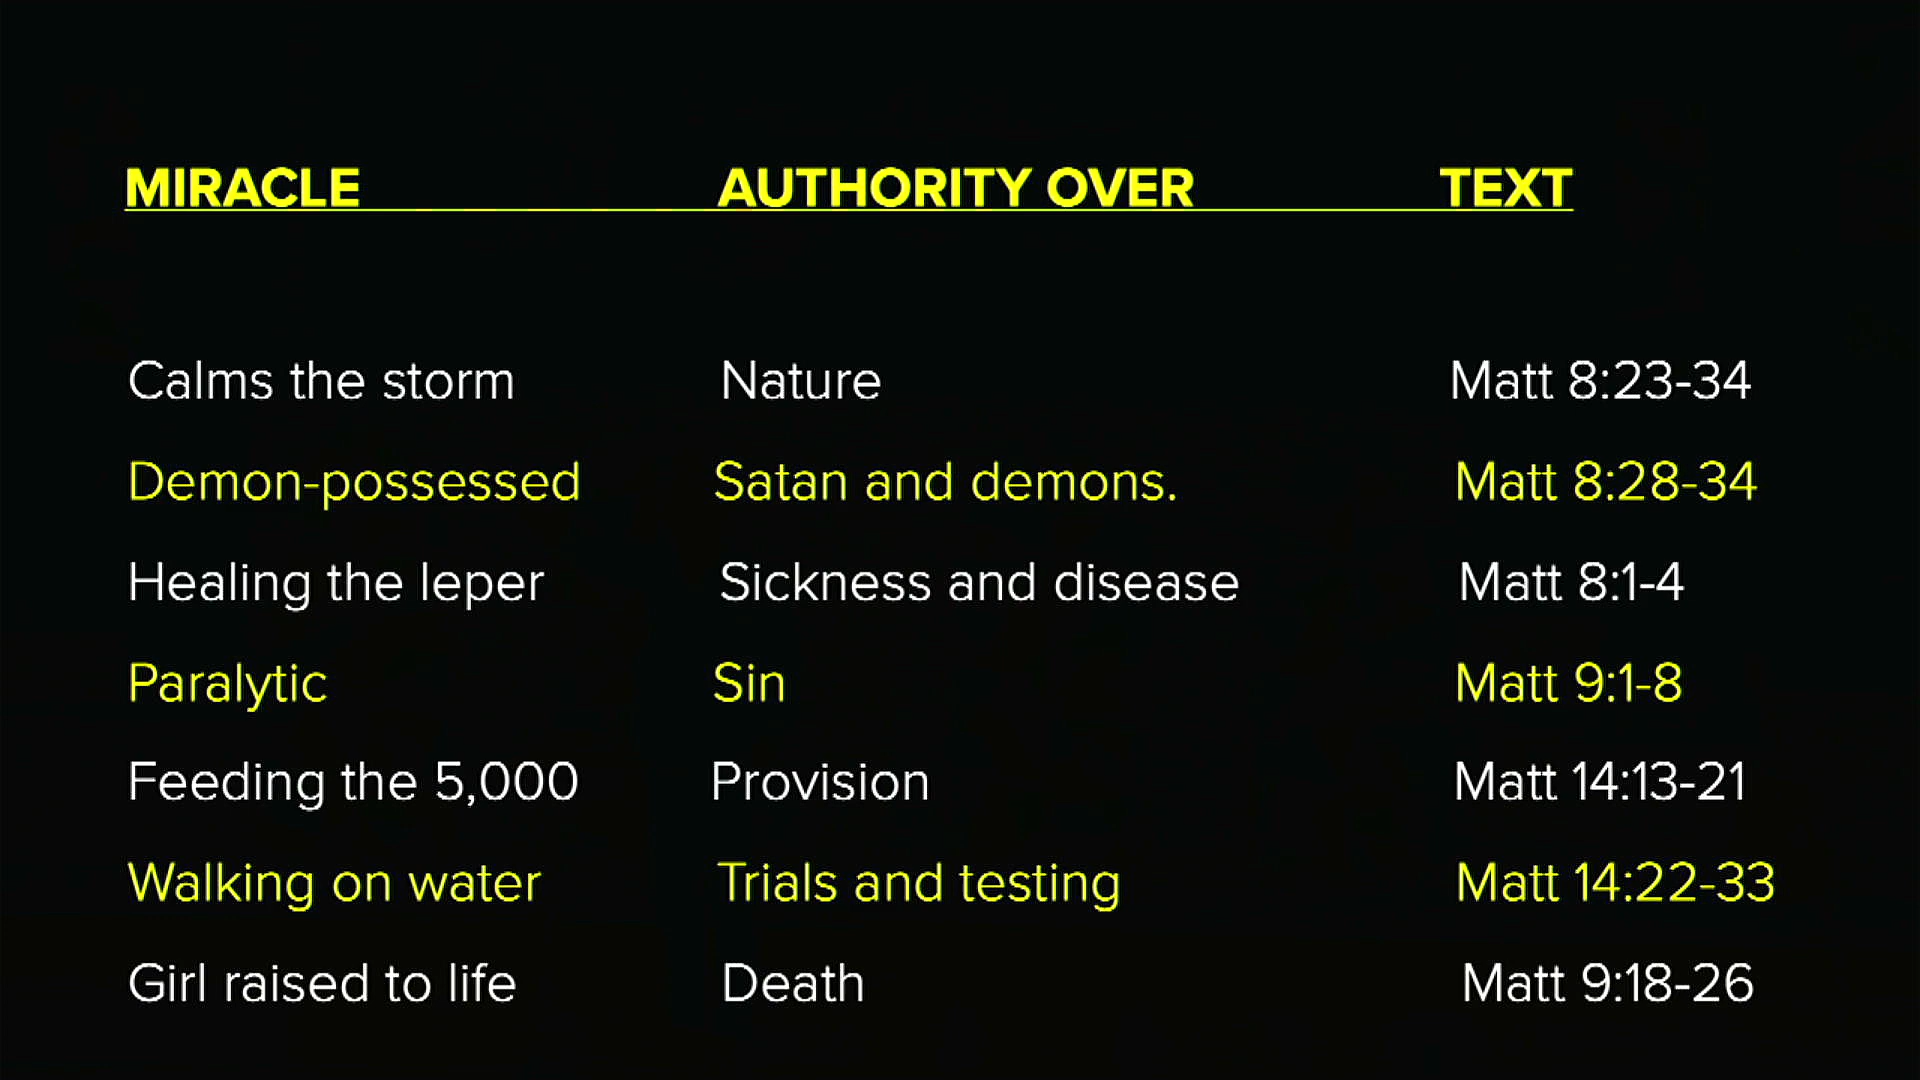 MIRACLE AUTHORITY OVER TEXT
Calms the storm Nature Matt 8:23-34
Demon-possessed Satan and demons. Matt 8:28-34
Healing the leper Sickness and disease Matt 8:1-4
Paralytic Sin Matt 9:1-8
Feeding the 5,000 Provision Matt 14:13-21
Walking on water Trials and testing Matt 14:22-33
Girl raised to life Death Matt 9:18-26